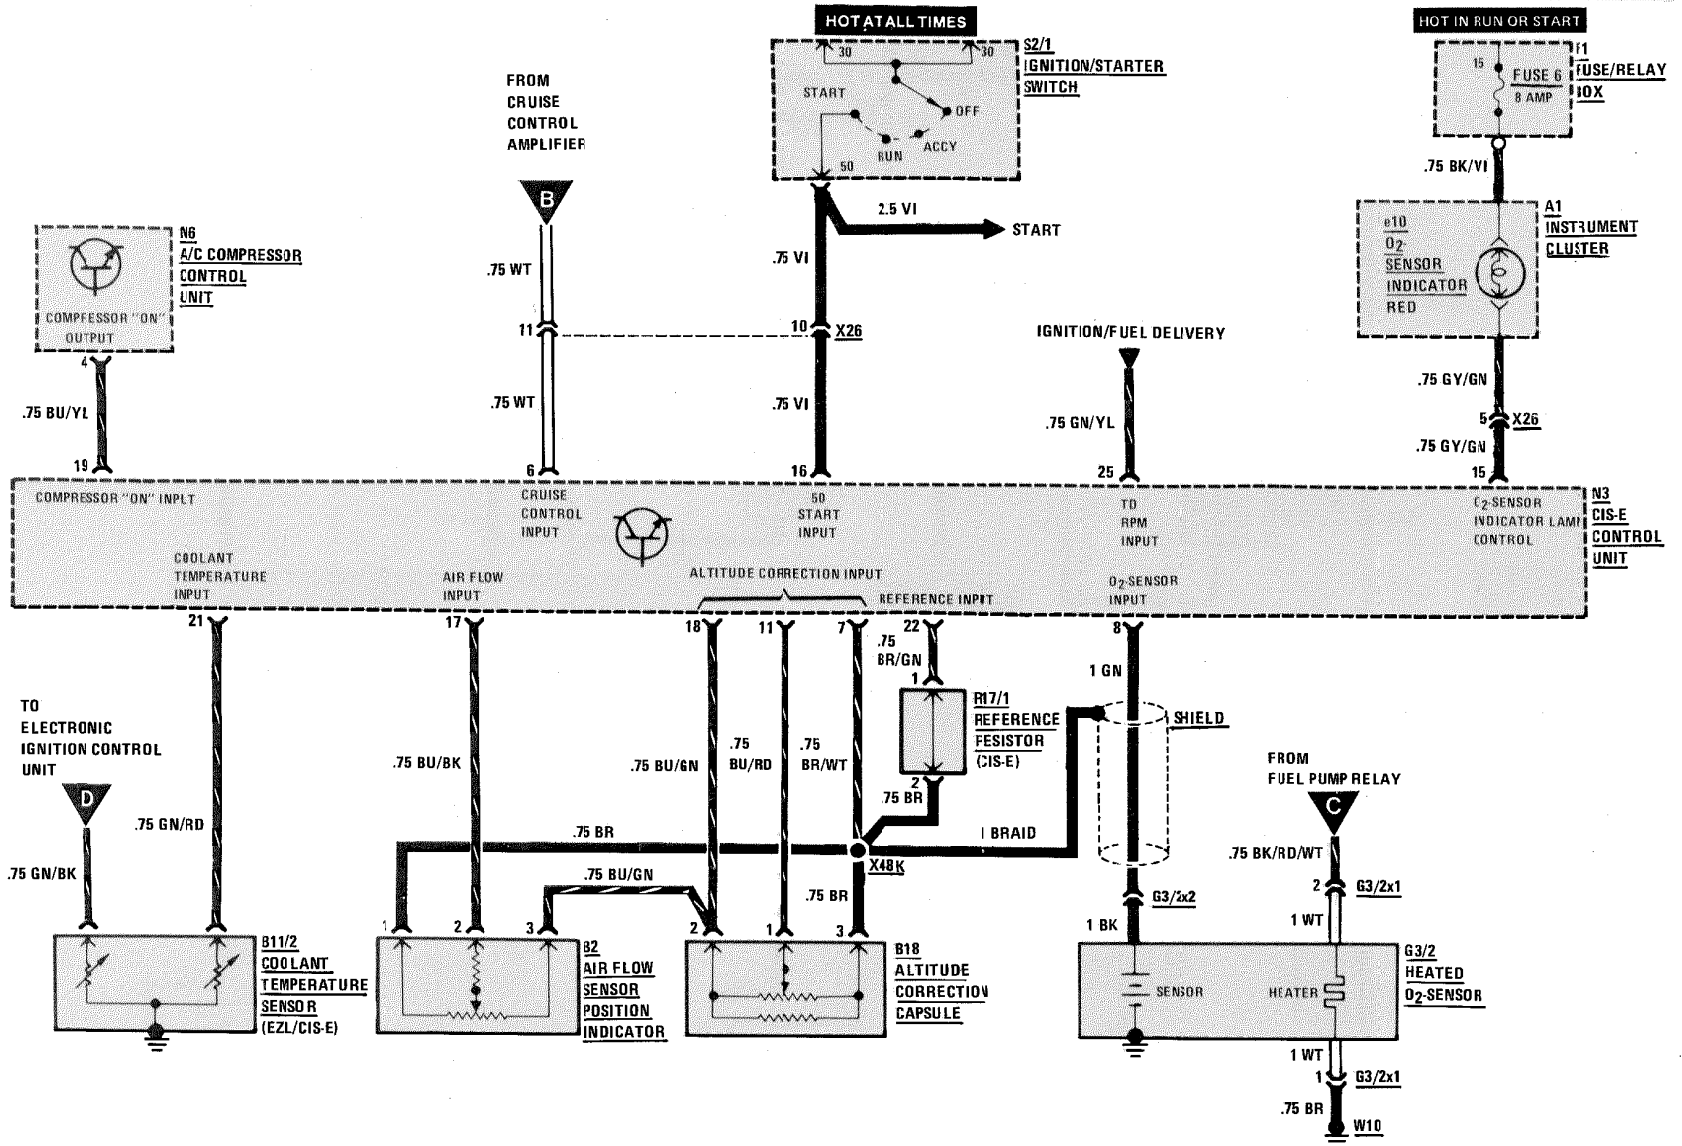 HOT AT ALL TIMES
HOT IN RUN OR START
30
30
S2/1
IGNITION/STARTER
SWITCH
START
OFF
ACCY
RUN
50
15
FUSE 6
8 AMP
F1
FUSE/RELAY
BOX
FROM
CRUISE
CONTROL
AMPLIFIER
B
.75 BK/VI
2.5 VI
START
N6
A/C COMPRESSOR
CONTROL
UNIT
COMPRESSOR "ON"
OUTPUT
e10
O2
SENSOR
INDICATOR
RED
A1
INSTRUMENT
CLUSTER
.75 WT
.75 VI
11
10
X26
IGNITION/FUEL DELIVERY
4
.75 BU/YL
.75 WT
.75 VI
.75 GN/YL
.75 GY/GN
5
X26
.75 GY/GN
19
6
16
25
15
COMPRESSOR "ON" INPUT
CRUISE
CONTROL
INPUT
50
START
INPUT
TD
RPM
INPUT
O2-SENSOR
INDICATOR LAMP
CONTROL
N3
CIS-E
CONTROL
UNIT
COOLANT
TEMPERATURE
INPUT
AIR FLOW
INPUT
ALTITUDE CORRECTION INPUT
REFERENCE INPUT
O2-SENSOR
INPUT
21
17
18
11
7
22
8
.75
BR/GN
1
1 GN
R17/1
REFERENCE
RESISTOR
(CIS-E)
2
.75 BR
SHIELD
TO
ELECTRONIC
IGNITION CONTROL
UNIT
D
.75 GN/RD
.75 GN/BK
.75 BU/BK
.75 BU/GN
.75
BU/RD
.75
BR/WT
FROM
FUEL PUMP RELAY
C
.75 BR
1 BRAID
X48K
.75 BU/GN
.75 BR
.75 BK/RD/WT
2
G3/2x1
G3/2x2
1 BK
1 WT
1
2
3
2
1
3
B11/2
COOLANT
TEMPERATURE
SENSOR
(EZL/CIS-E)
B2
AIR FLOW
SENSOR
POSITION
INDICATOR
B18
ALTITUDE
CORRECTION
CAPSULE
SENSOR
HEATER
G3/2
HEATED
O2-SENSOR
1 WT
1
G3/2x1
.75 BR
W10